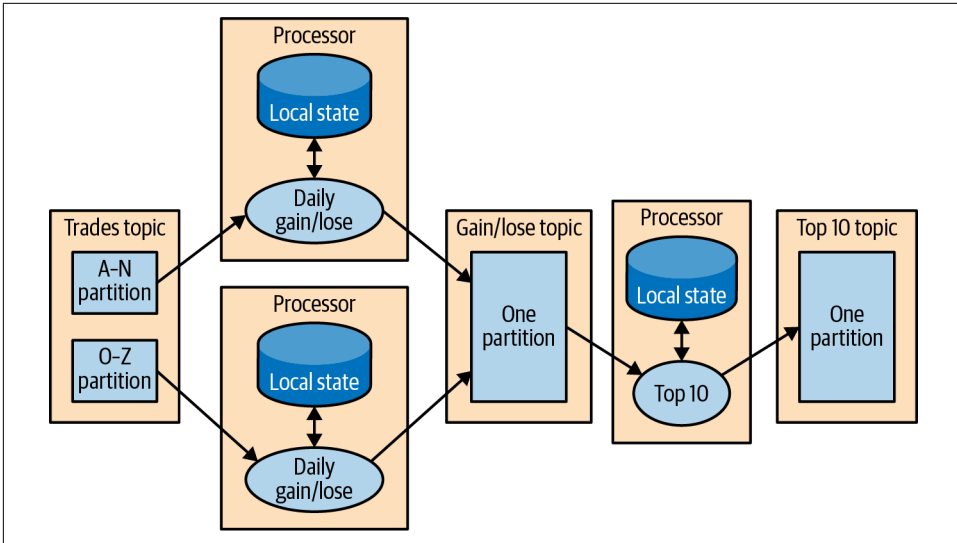 Trades topic
A–N
partition
O–Z
partition
Processor
Local state
Daily
gain/lose
Processor
Local state
Daily
gain/lose
Gain/lose topic
One
partition
Processor
Local state
Top 10
Top 10 topic
One
partition